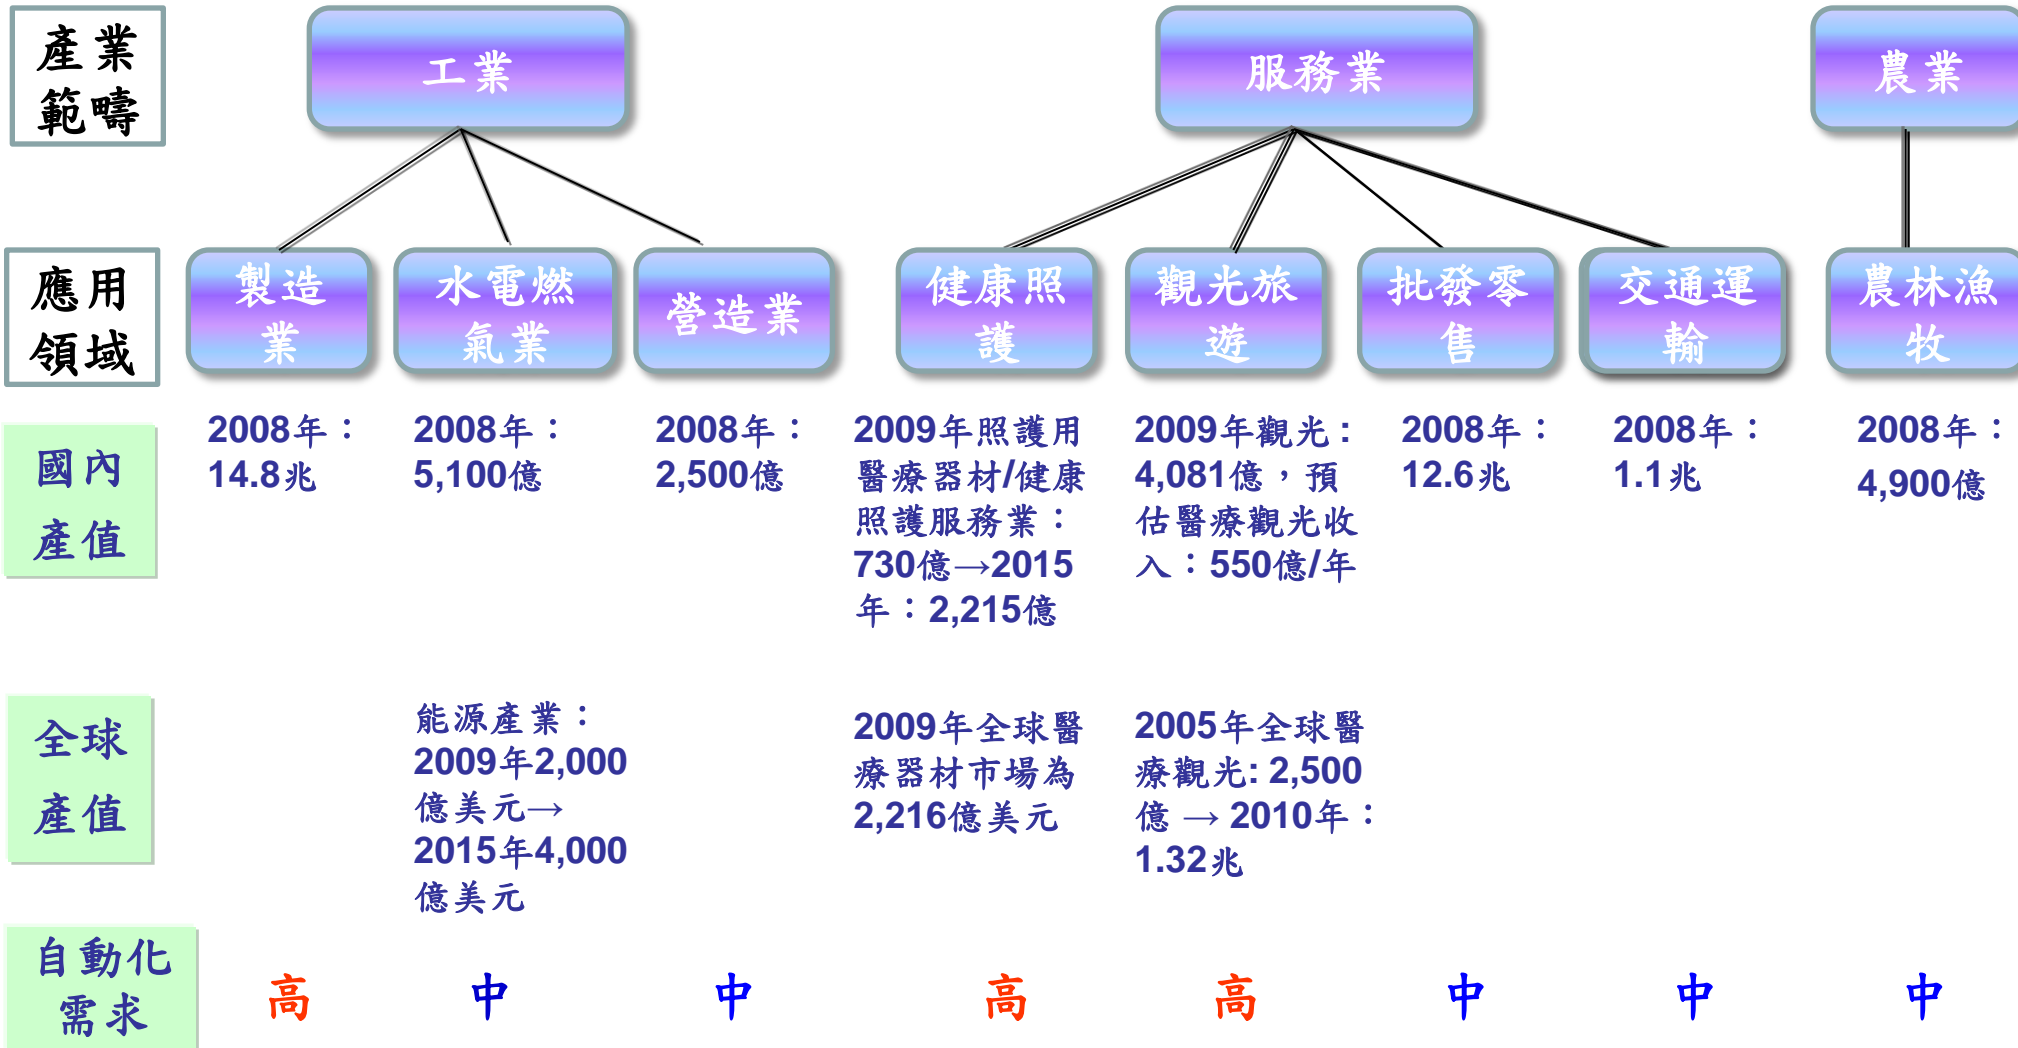 產業
範疇
工業
服務業
農業
應用
領域
製造
業
水電燃
氣業
營造業
健康照
護
觀光旅
遊
批發零
售
交通運
輸
農林漁
牧
國內
產值
2008年：
14.8兆
2008年：
5,100億
2008年：
2,500億
2009年照護用
醫療器材/健康
照護服務業：
730億→2015
年：2,215億
2009年觀光：
4,081億，預
估醫療觀光收
入：550億/年
2008年：
12.6兆
2008年：
1.1兆
2008年：
4,900億
全球
產值
能源產業：
2009年2,000
億美元→
2015年4,000
億美元
2009年全球醫
療器材市場為
2,216億美元
2005年全球醫
療觀光: 2,500
億 → 2010年：
1.32兆
自動化
需求
高
中
中
高
高
中
中
中